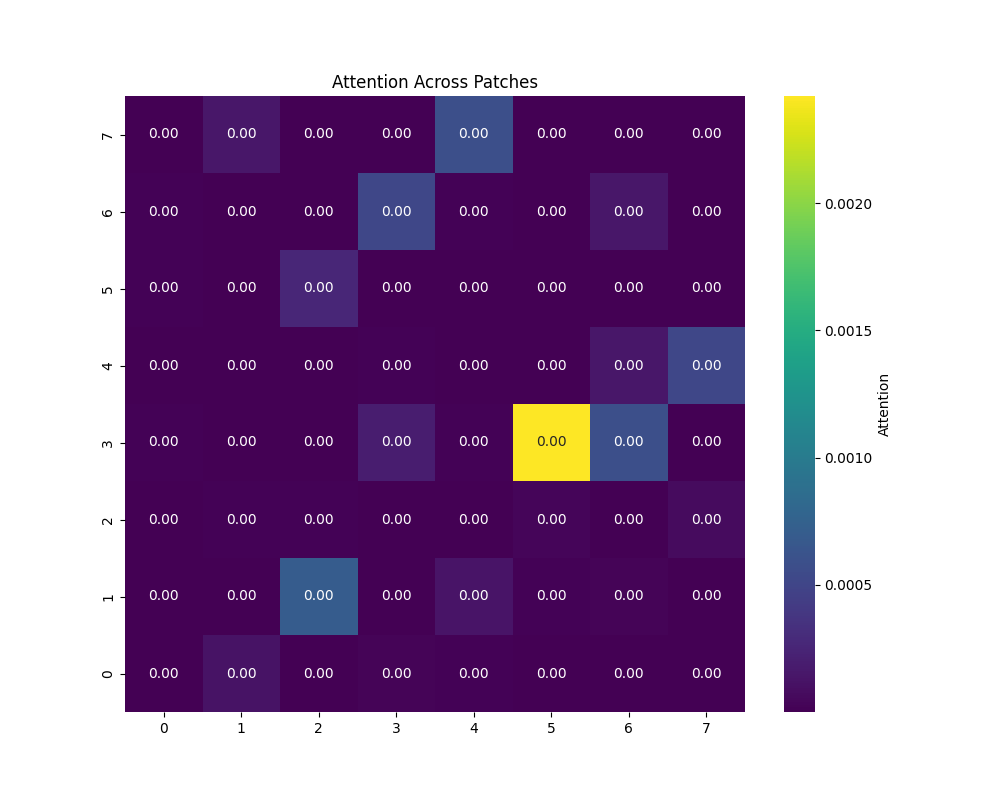 Attention Across Patches
7 0.00 0.00 0.00 0.00 0.00 0.00 0.00 0.00
6 0.00 0.00 0.00 0.00 0.00 0.00 0.00 0.00
5 0.00 0.00 0.00 0.00 0.00 0.00 0.00 0.00
4 0.00 0.00 0.00 0.00 0.00 0.00 0.00 0.00
3 0.00 0.00 0.00 0.00 0.00 0.00 0.00 0.00
2 0.00 0.00 0.00 0.00 0.00 0.00 0.00 0.00
1 0.00 0.00 0.00 0.00 0.00 0.00 0.00 0.00
0 0.00 0.00 0.00 0.00 0.00 0.00 0.00 0.00
0 1 2 3 4 5 6 7
0.0020
0.0015
0.0010
0.0005
Attention